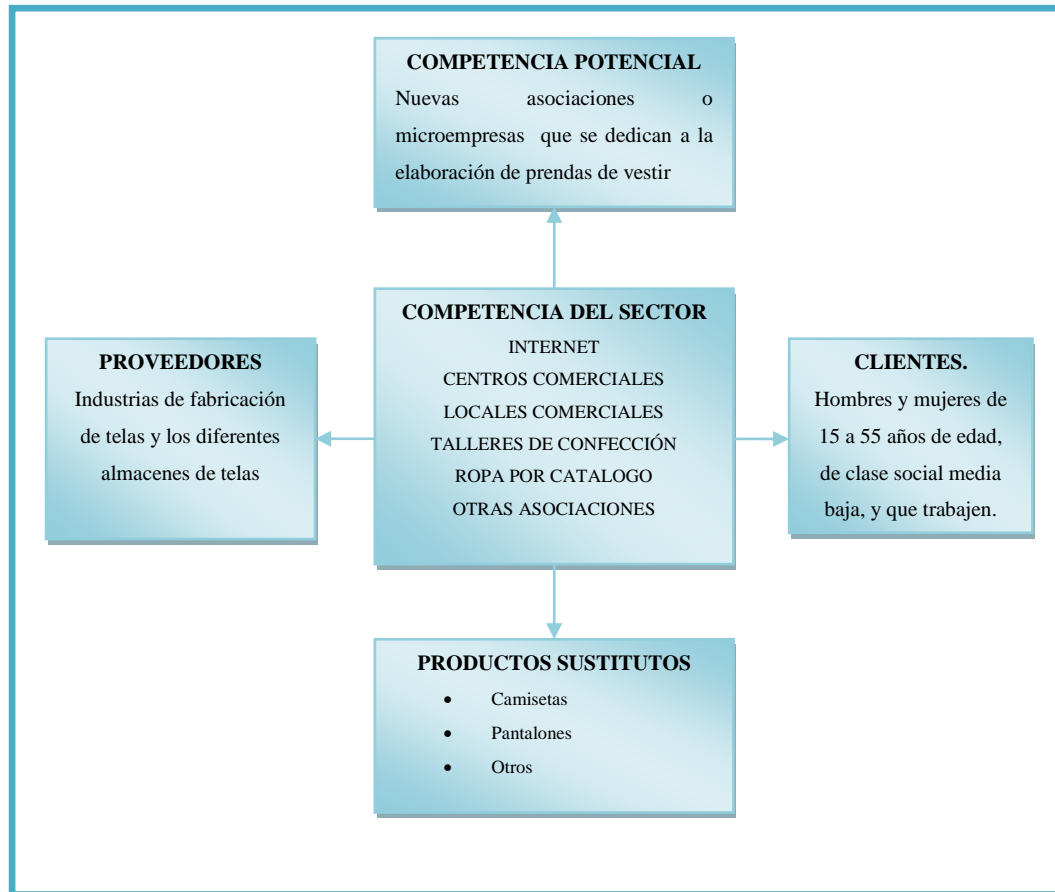 COMPETENCIA POTENCIAL
Nuevas asociaciones o
microempresas que se dedican a la
elaboración de prendas de vestir
COMPETENCIA DEL SECTOR
INTERNET
CENTROS COMERCIALES
LOCALES COMERCIALES
TALLERES DE CONFECCIÓN
ROPA POR CATALOGO
OTRAS ASOCIACIONES
PROVEEDORES
Industrias de fabricación
de telas y los diferentes
almacenes de telas
CLIENTES.
Hombres y mujeres de
15 a 55 años de edad,
de clase social media
baja, y que trabajen.
PRODUCTOS SUSTITUTOS
• Camisetas
• Pantalones
• Otros